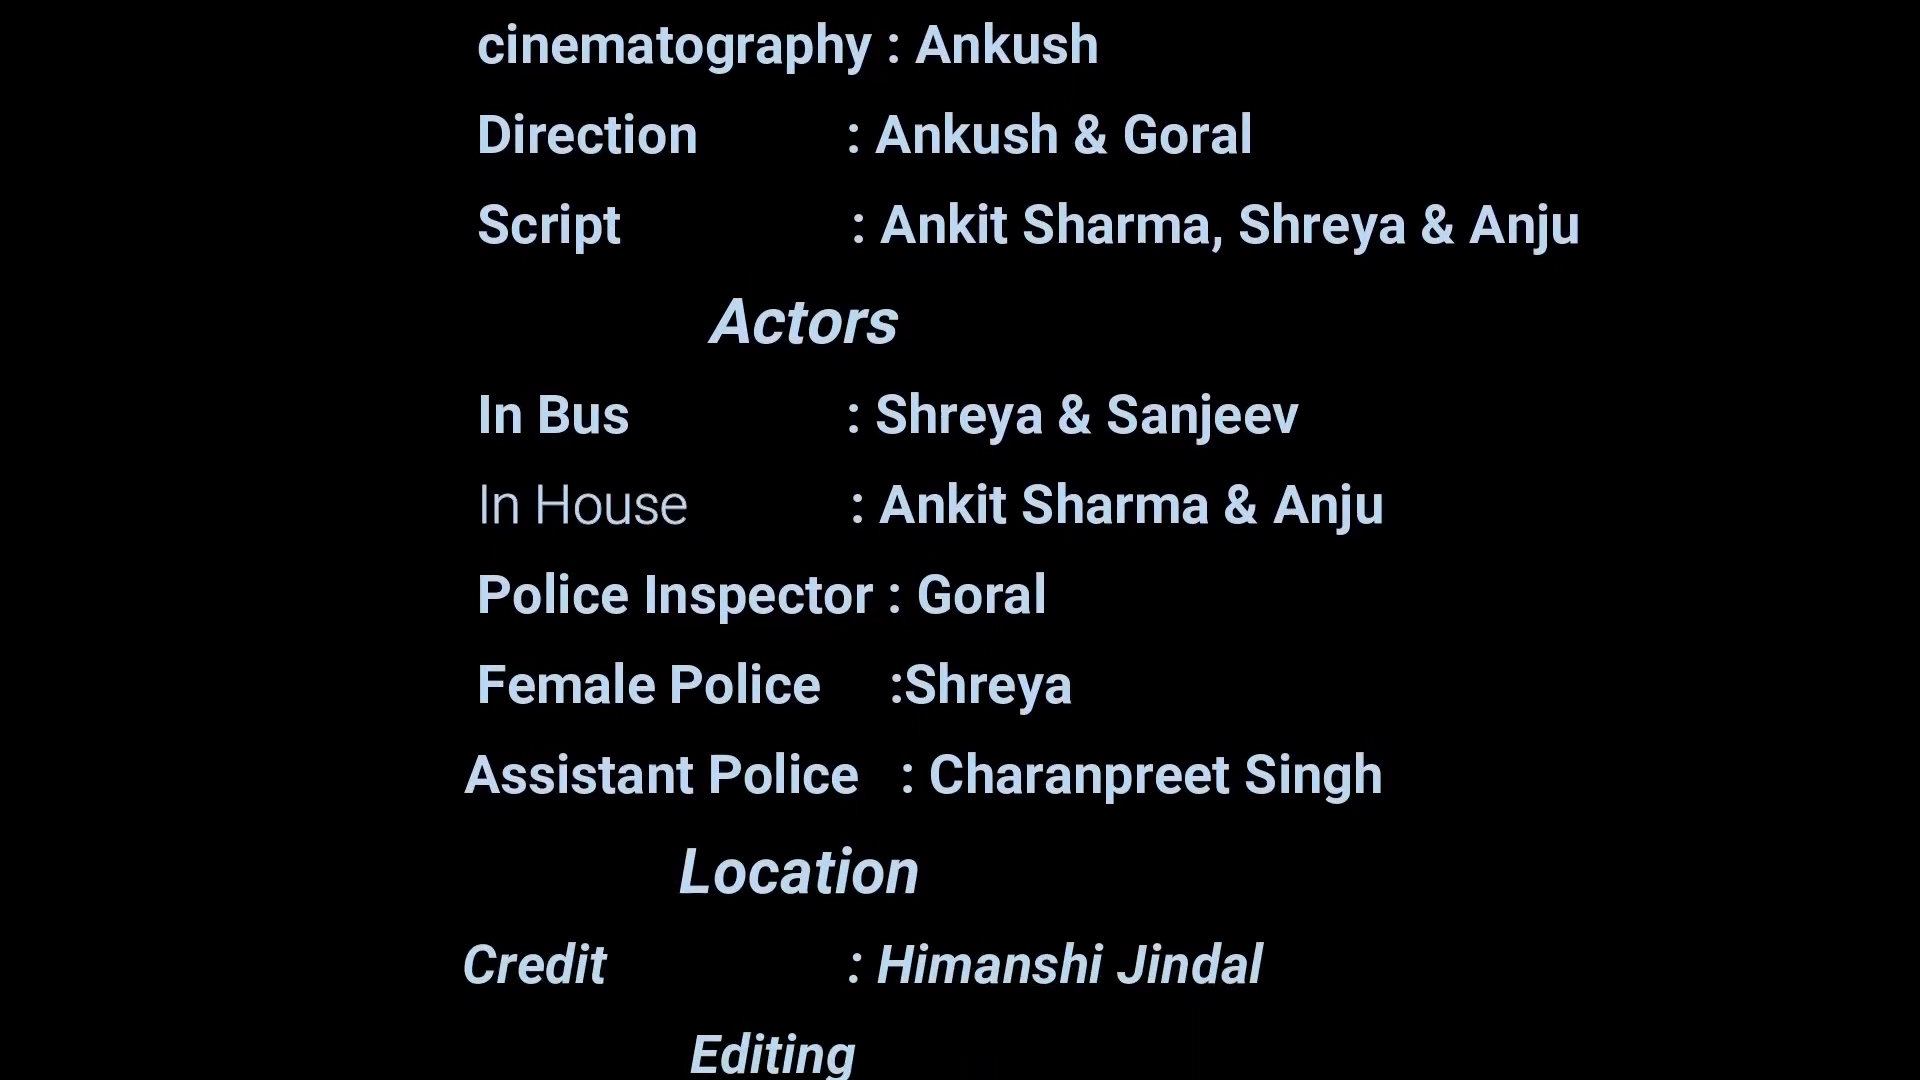 cinematography : Ankush
Direction : Ankush & Goral
Script : Ankit Sharma, Shreya & Anju
Actors
In Bus : Shreya & Sanjeev
In House : Ankit Sharma & Anju
Police Inspector : Goral
Female Police :Shreya
Assistant Police : Charanpreet Singh
Location
Credit : Himanshi Jindal
Editing